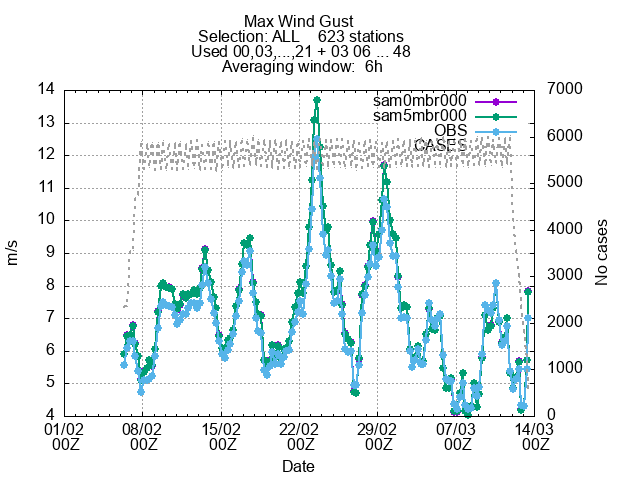 Max Wind Gust
Selection: ALL    623 stations
Used 00,03,...,21 + 03 06 ... 48
Averaging window:  6h
14 7000
sam0mbr000
13 sam5mbr000
OBS 6000
CASES
12
11 5000
10 4000
9
m/s No cases
8 3000
7 2000
6
5 1000
4 0
01/02 08/02 15/02 22/02 29/02 07/03 14/03
00Z 00Z 00Z 00Z 00Z 00Z 00Z
Date